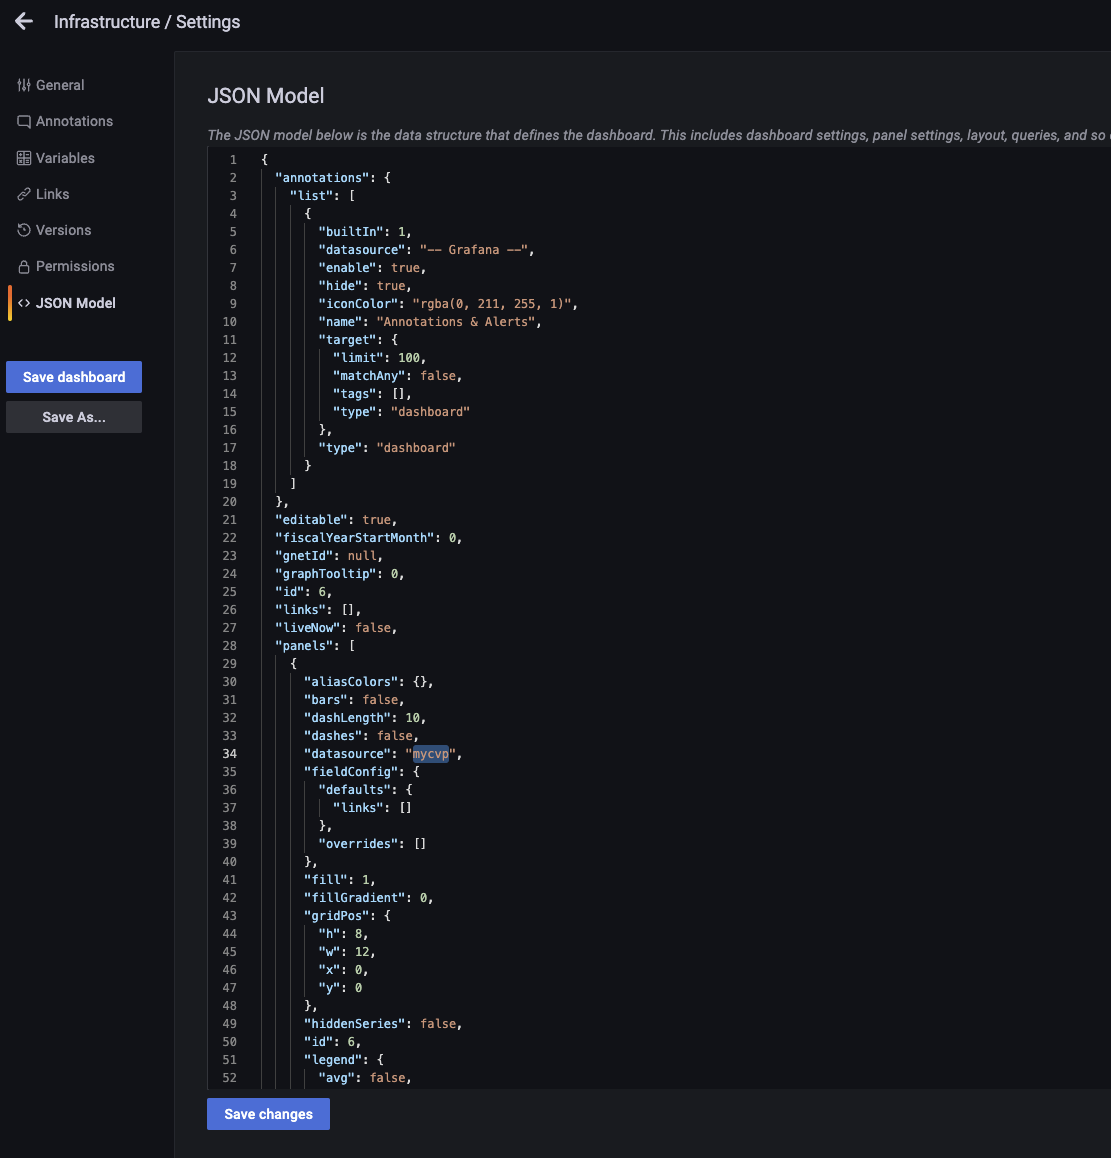 Infrastructure / Settings
General
Annotations
Variables
Links
Versions
Permissions
JSON Model
Save dashboard
Save As...
JSON Model
The JSON model below is the data structure that defines the dashboard. This includes dashboard settings, panel settings, layout, queries, and so
1 {
2 "annotations": {
3 "list": [
4 {
5 "builtIn": 1,
6 "datasource": "-- Grafana --",
7 "enable": true,
8 "hide": true,
9 "iconColor": "rgba(0, 211, 255, 1)",
10 "name": "Annotations & Alerts",
11 "target": {
12 "limit": 100,
13 "matchAny": false,
14 "tags": [],
15 "type": "dashboard"
16 },
17 "type": "dashboard"
18 }
19 ]
20 },
21 "editable": true,
22 "fiscalYearStartMonth": 0,
23 "gnetId": null,
24 "graphTooltip": 0,
25 "id": 6,
26 "links": [],
27 "liveNow": false,
28 "panels": [
29 {
30 "aliasColors": {},
31 "bars": false,
32 "dashLength": 10,
33 "dashes": false,
34 "datasource": "mycvp",
35 "fieldConfig": {
36 "defaults": {
37 "links": []
38 },
39 "overrides": []
40 },
41 "fill": 1,
42 "fillGradient": 0,
43 "gridPos": {
44 "h": 8,
45 "w": 12,
46 "x": 0,
47 "y": 0
48 },
49 "hiddenSeries": false,
50 "id": 6,
51 "legend": {
52 "avg": false,
Save changes